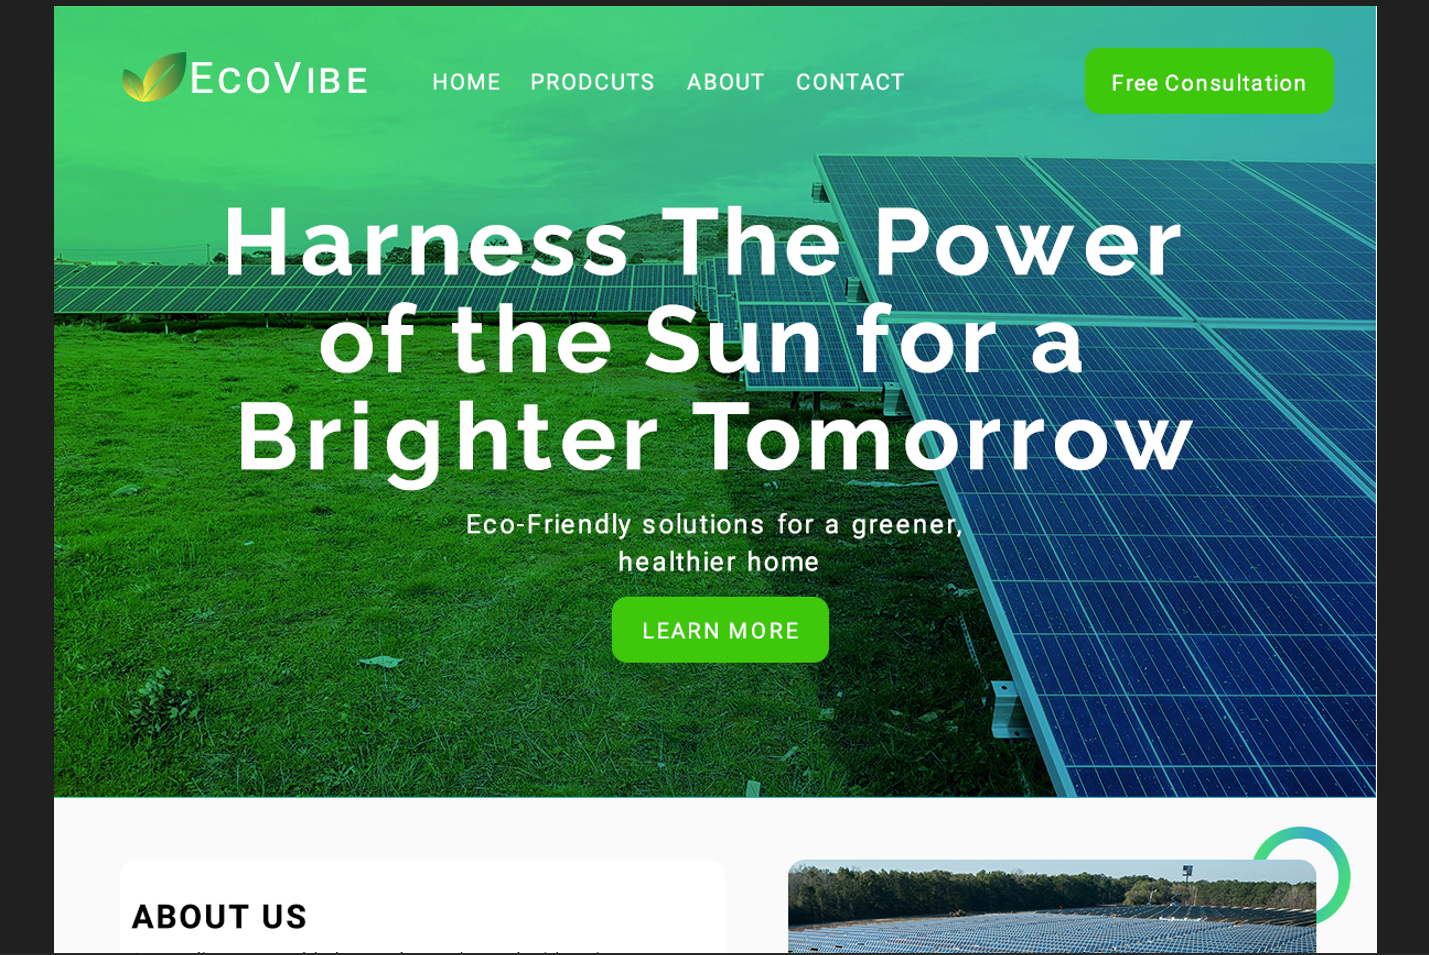 EcoVibe
HOME PRODCUTS ABOUT CONTACT
Free Consultation
Harness The Power
of the Sun for a
Brighter Tomorrow
Eco-Friendly solutions for a greener,
healthier home
LEARN MORE
ABOUT US